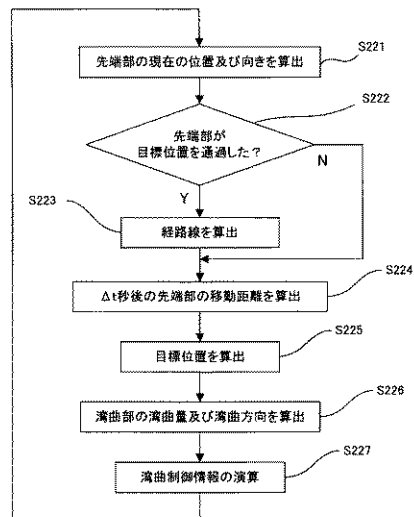 S221
先端部の現在の位置及び向きを算出
S222
先端部が
目標位置を通過した?
N
Y
S223
経路線を算出
S224
Δt秒後の先端部の移動距離を算出
S225
目標位置を算出
S226
湾曲部の湾曲量及び湾曲方向を算出
S227
湾曲制御情報の演算